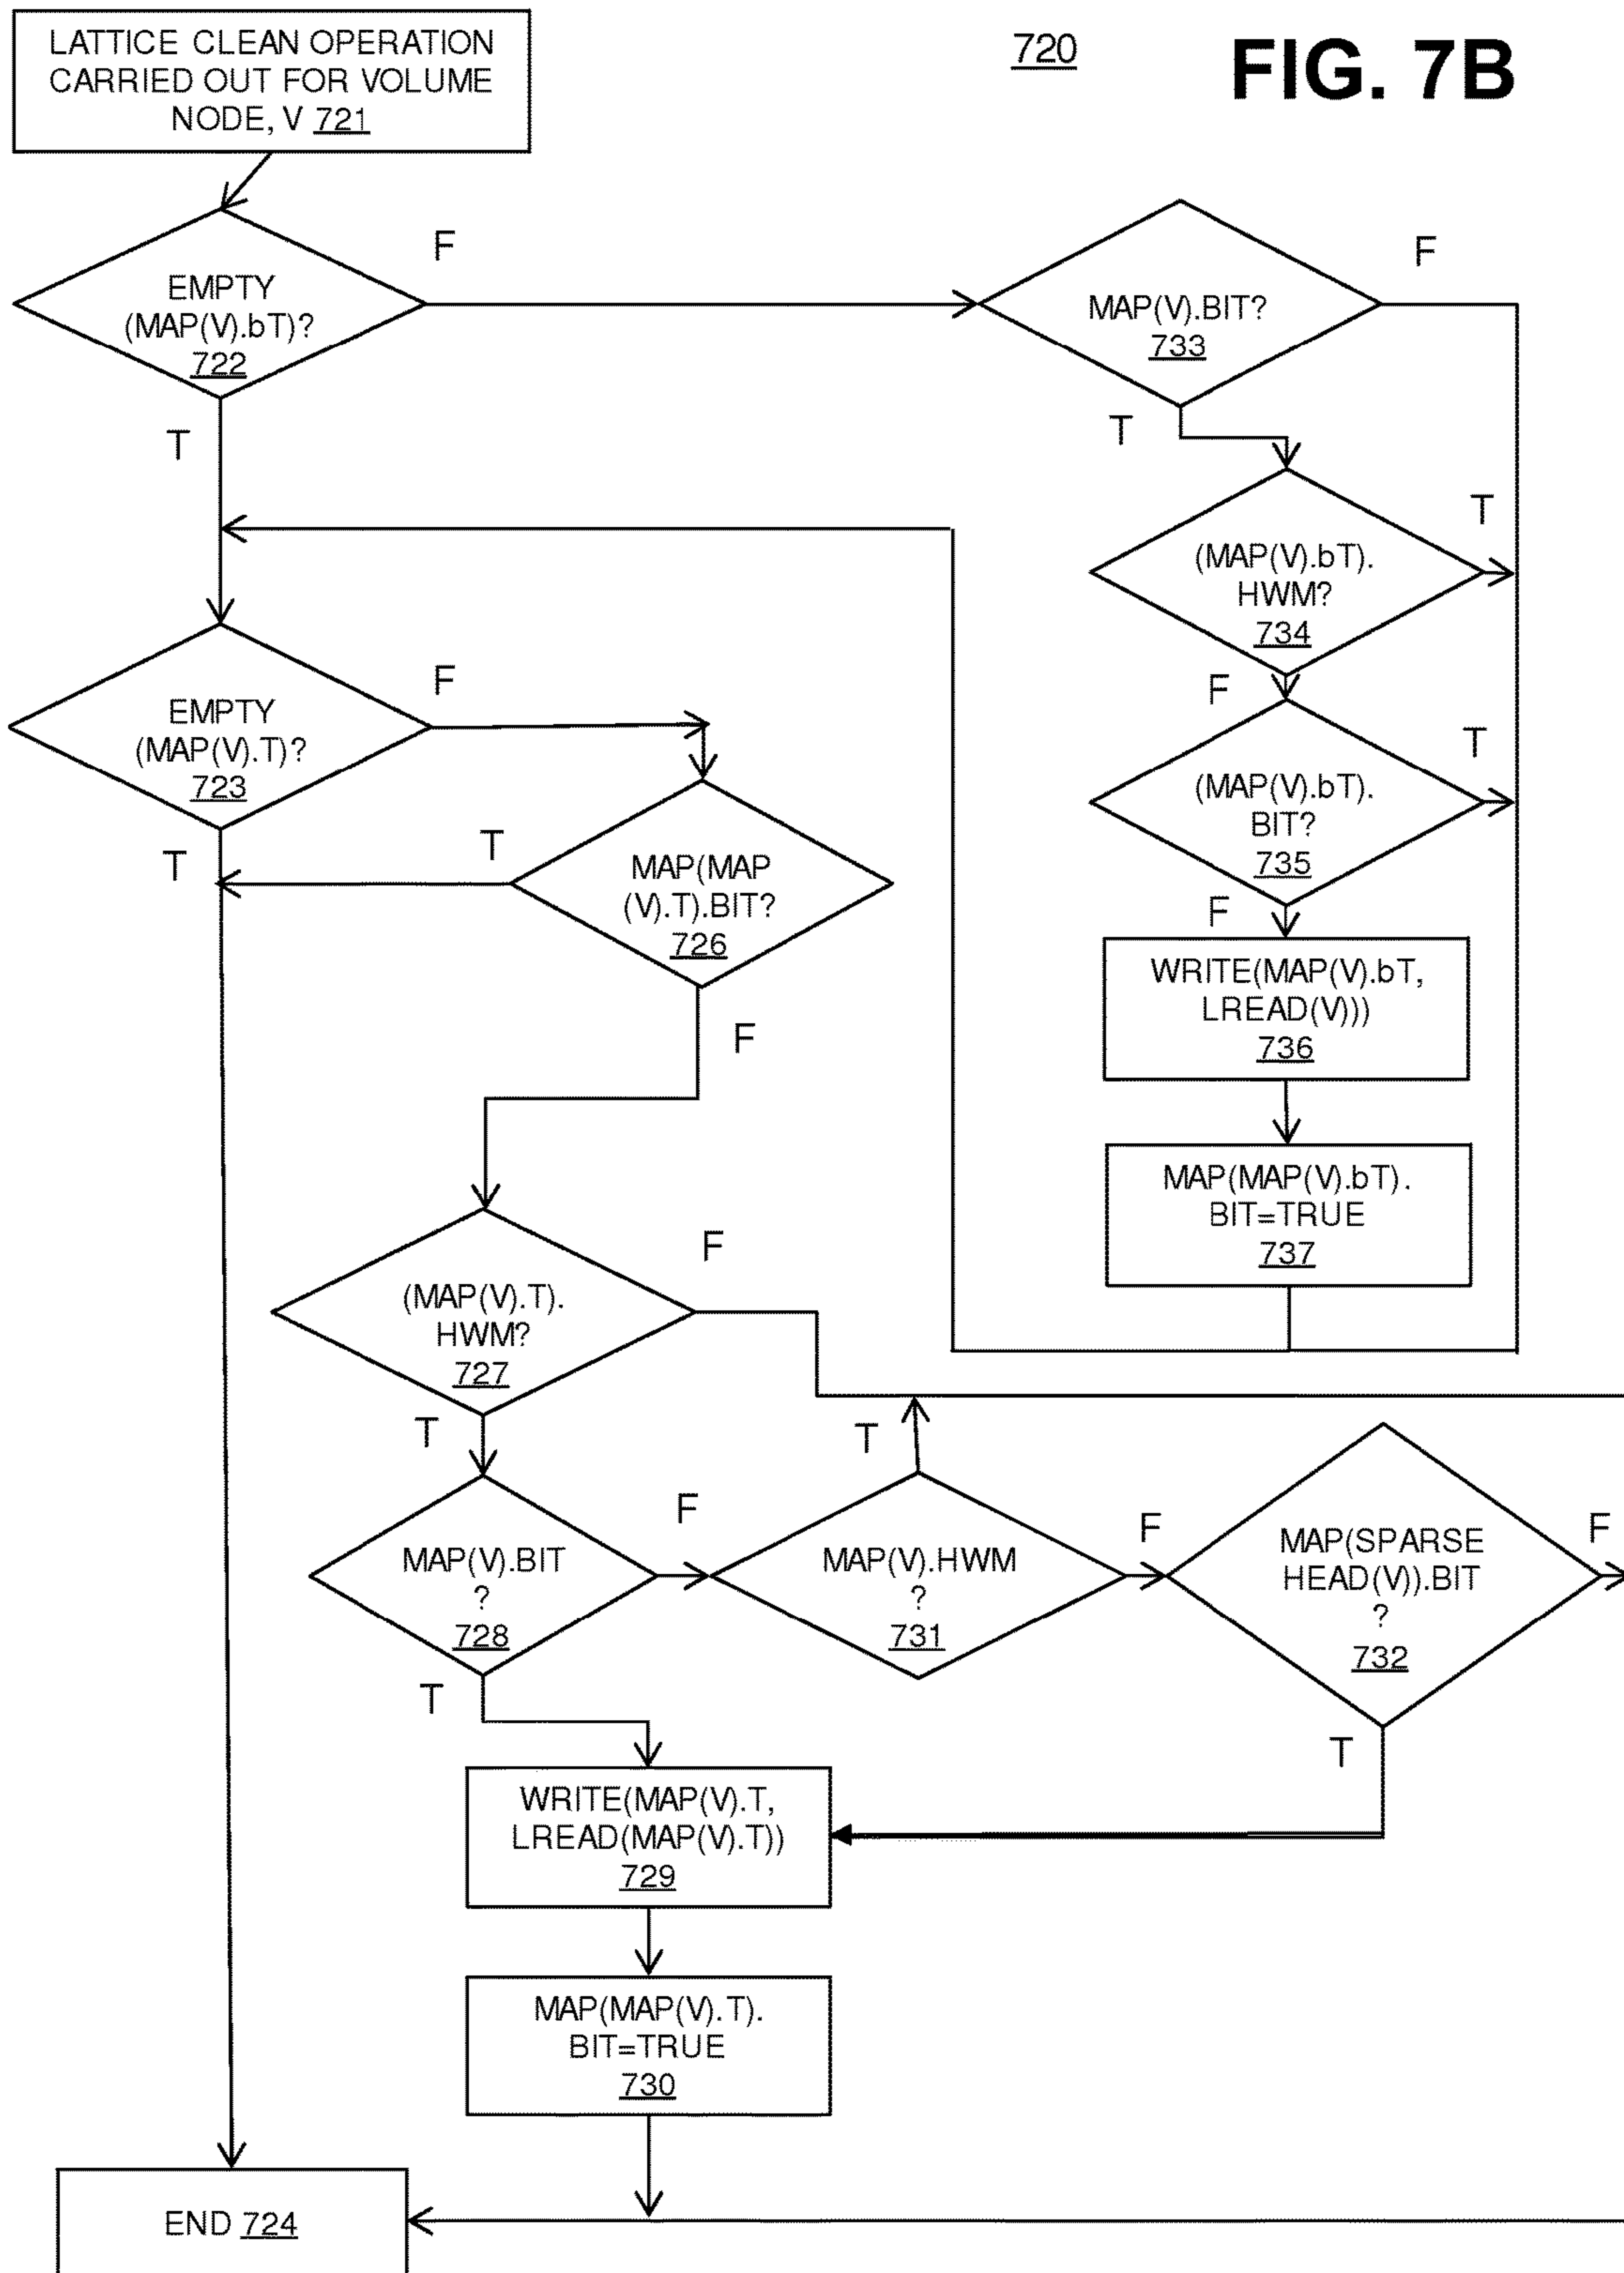 720
FIG. 7B
LATTICE CLEAN OPERATION
CARRIED OUT FOR VOLUME
NODE, V 721
EMPTY
(MAP(V).bT)?
722
F
T
MAP(V).BIT?
733
F
T
(MAP(V).bT).
HWM?
734
T
F
(MAP(V).bT).
BIT?
735
T
F
WRITE(MAP(V).bT,
LREAD(V)))
736
MAP(MAP(V).bT).
BIT=TRUE
737
EMPTY
(MAP(V).T)?
723
F
T
MAP(MAP
(V).T).BIT?
726
T
F
(MAP(V).T).
HWM?
727
F
T
MAP(V).BIT
?
728
F
T
MAP(V).HWM
?
731
T
F
MAP(SPARSE
HEAD(V)).BIT
?
732
F
T
WRITE(MAP(V).T,
LREAD(MAP(V).T))
729
MAP(MAP(V).T).
BIT=TRUE
730
END 724